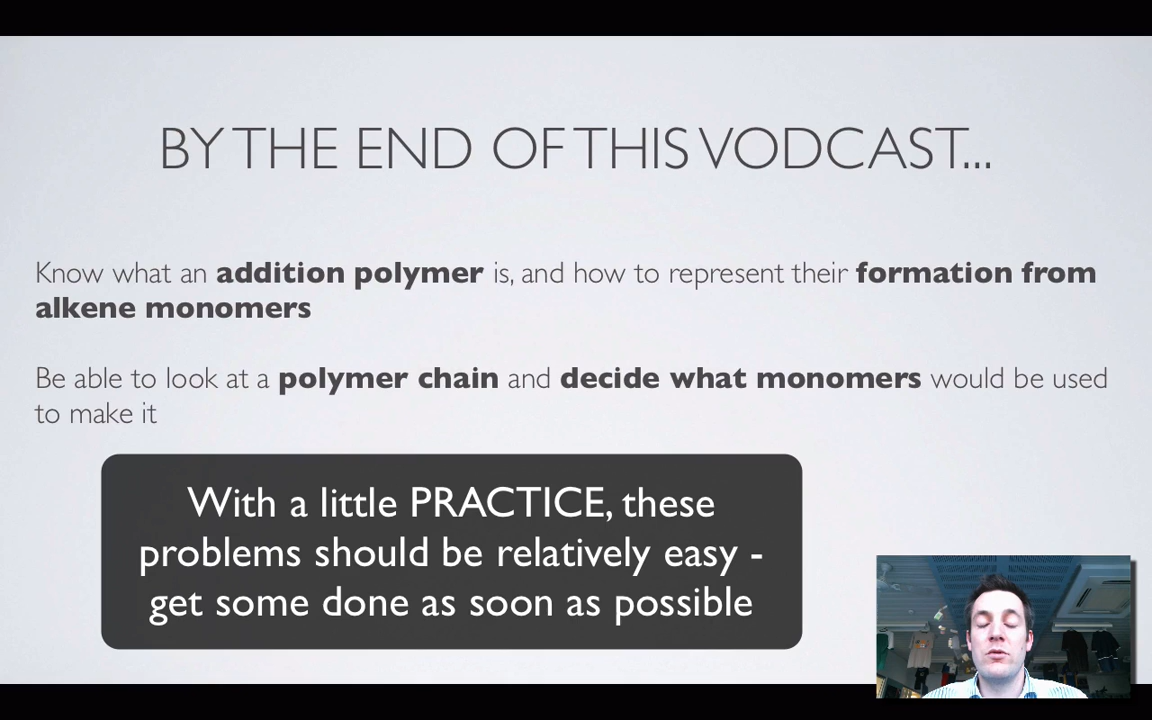 BY THE END OF THIS VODCAST...
Know what an addition polymer is, and how to represent their formation from
alkene monomers
Be able to look at a polymer chain and decide what monomers would be used
to make it
With a little PRACTICE, these
problems should be relatively easy -
get some done as soon as possible